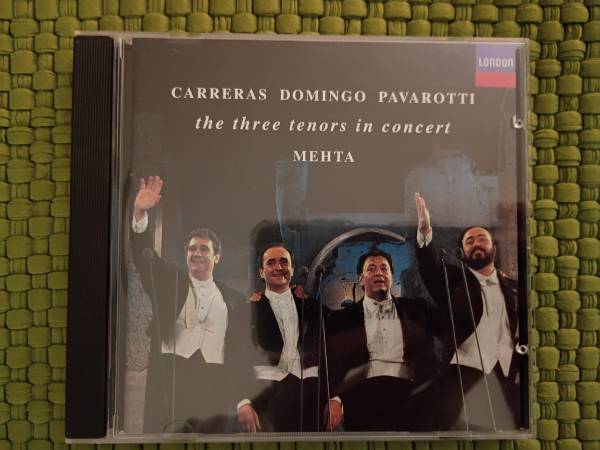 LONDON
CARRERAS DOMINGO PAVAROTTI
the three tenors in concert
MEHTA